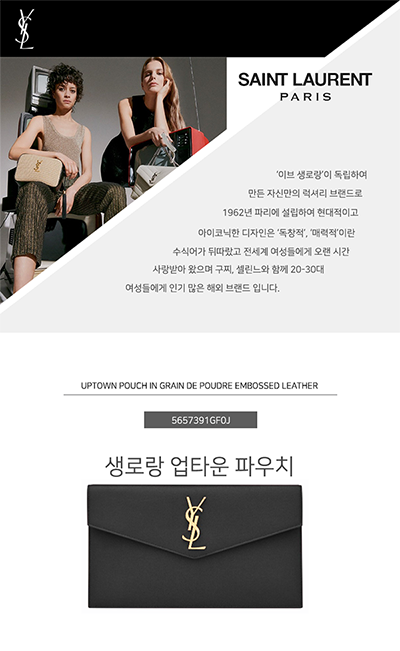 YSL
SAINT LAURENT
PARIS
'이브 생로랑'이 독립하여
만든 자신만의 럭셔리 브랜드로
1962년 파리에 설립하여 현대적이고
아이코닉한 디자인은 '독창적', '매력적'이란
수식어가 뒤따랐고 전세계 여성들에게 오랜 시간
사랑받아 왔으며 구찌, 셀린느와 함께 20-30대
여성들에게 인기 많은 해외 브랜드 입니다.
UPTOWN POUCH IN GRAIN DE POUDRE EMBOSSED LEATHER
5657391GF0J
생로랑 업타운 파우치
YSL